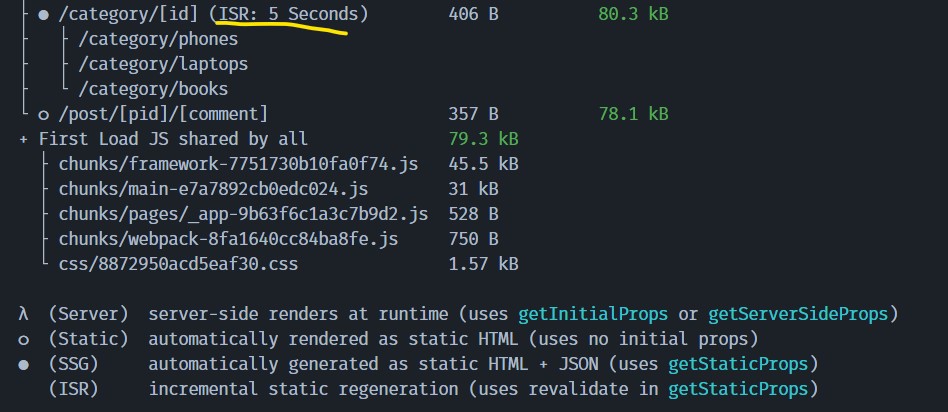 ● /category/[id] (ISR: 5 Seconds) 406 B 80.3 kB
/category/phones
/category/laptops
/category/books
○ /post/[pid]/[comment] 357 B 78.1 kB
+ First Load JS shared by all 79.3 kB
chunks/framework-7751730b10fa0f74.js 45.5 kB
chunks/main-e7a7892cb0edc024.js 31 kB
chunks/pages/_app-9b63f6c1a3c7b9d2.js 528 B
chunks/webpack-8fa1640cc84ba8fe.js 750 B
css/8872950acd5eaf30.css 1.57 kB
λ (Server) server-side renders at runtime (uses getInitialProps or getServerSideProps)
○ (Static) automatically rendered as static HTML (uses no initial props)
● (SSG) automatically generated as static HTML + JSON (uses getStaticProps)
(ISR) incremental static regeneration (uses revalidate in getStaticProps)